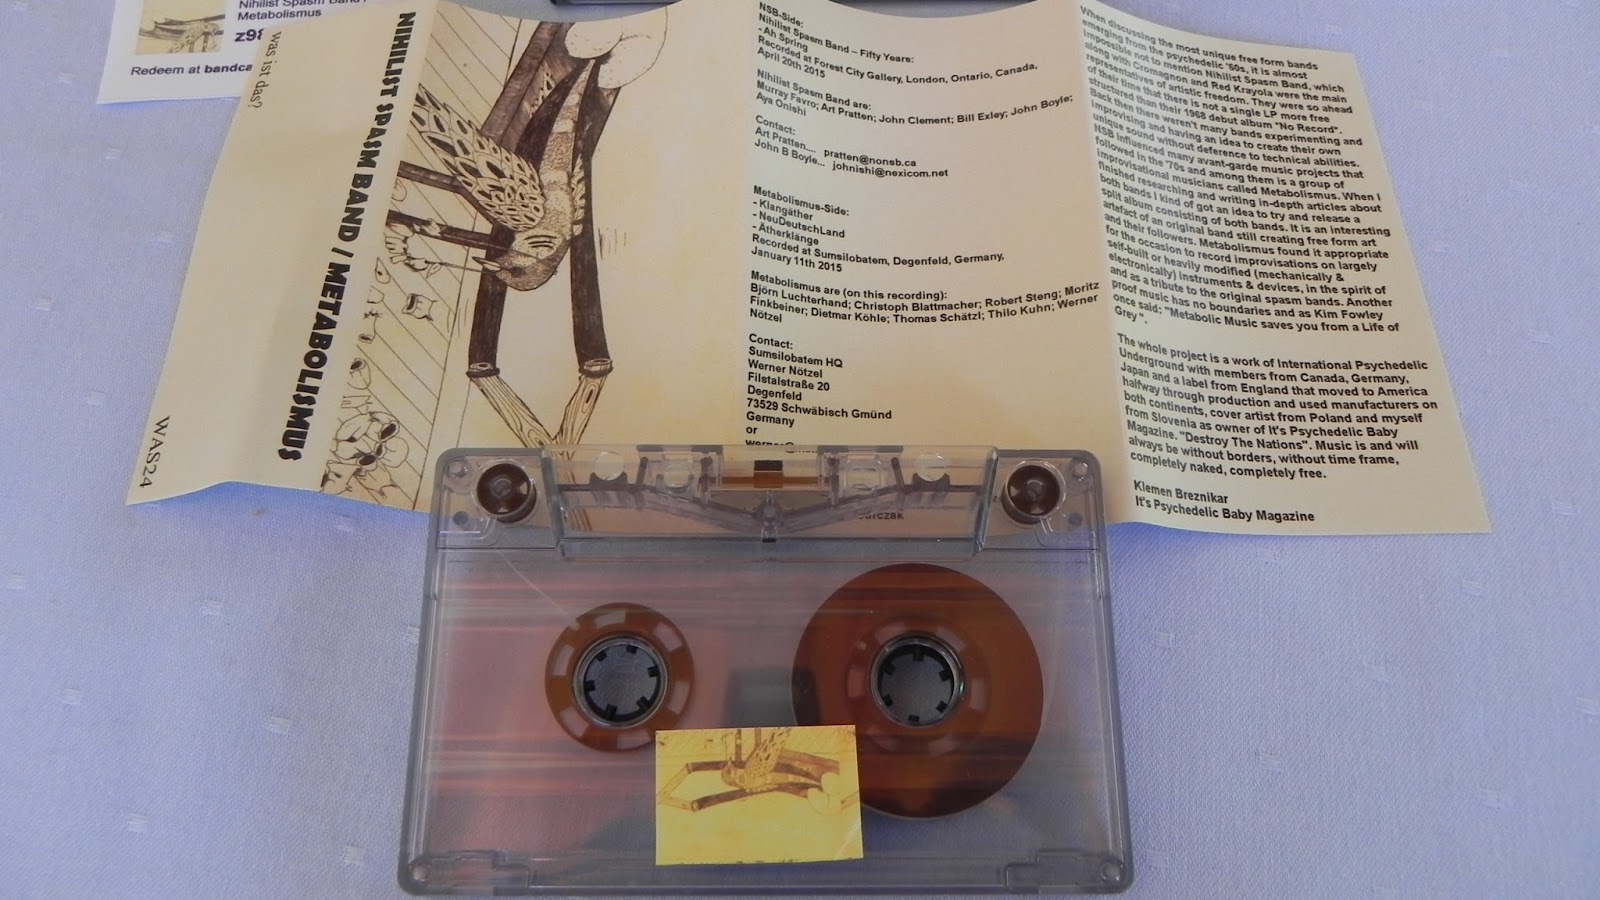 Nihilist Spasm Band /
Metabolismus
z98
Redeem at bandca
was ist das?
NIHILIST SPASM BAND / METABOLISMUS
WAS24
NSB-Side:
Nihilist Spasm Band – Fifty Years:
- Ah Spring
Recorded at Forest City Gallery, London, Ontario, Canada,
April 20th 2015
Nihilist Spasm Band are:
Murray Favro; Art Pratten; John Clement; Bill Exley; John Boyle;
Aya Onishi
Contact:
Art Pratten.... pratten@nonsb.ca
John B Boyle... johnishi@nexicom.net
Metabolismus-Side:
- Klangäther
- NeuDeutschLand
- Ätherklänge
Recorded at Sumsilobatem, Degenfeld, Germany,
January 11th 2015
Metabolismus are (on this recording):
Björn Luchterhand; Christoph Blattmacher; Robert Steng; Moritz
Finkbeiner; Dietmar Köhle; Thomas Schätzl; Thilo Kuhn; Werner
Nötzel
Contact:
Sumsilobatem HQ
Werner Nötzel
Filstalstraße 20
Degenfeld
73529 Schwäbisch Gmünd
Germany
or
When discussing the most unique free form bands
emerging from the psychedelic '60s, it is almost
impossible not to mention Nihilist Spasm Band, which
along with Cromagnon and Red Krayola were the main
representatives of artistic freedom. They were so ahead
of their time that there is not a single LP more free
structured than their 1968 debut album "No Record".
Back then there weren't many bands experimenting and
improvising and having an idea to create their own
unique sound without deference to technical abilities.
NSB influenced many avant-garde music projects that
followed in the '70s and among them is a group of
improvisational musicians called Metabolismus. When I
finished researching and writing in-depth articles about
both bands I kind of got an idea to try and release a
split album consisting of both bands. It is an interesting
artefact of an original band still creating free form art
and their followers. Metabolismus found it appropriate
for the occasion to record improvisations on largely
self-built or heavily modified (mechanically &
electronically) instruments & devices, in the spirit of
and as a tribute to the original spasm bands. Another
proof music has no boundaries and as Kim Fowley
once said: "Metabolic Music saves you from a Life of
Grey".
The whole project is a work of International Psychedelic
Underground with members from Canada, Germany,
Japan and a label from England that moved to America
halfway through production and used manufacturers on
both continents, cover artist from Poland and myself
from Slovenia as owner of It's Psychedelic Baby
Magazine. "Destroy The Nations". Music is and will
always be without borders, without time frame,
completely naked, completely free.
Klemen Breznikar
It's Psychedelic Baby Magazine